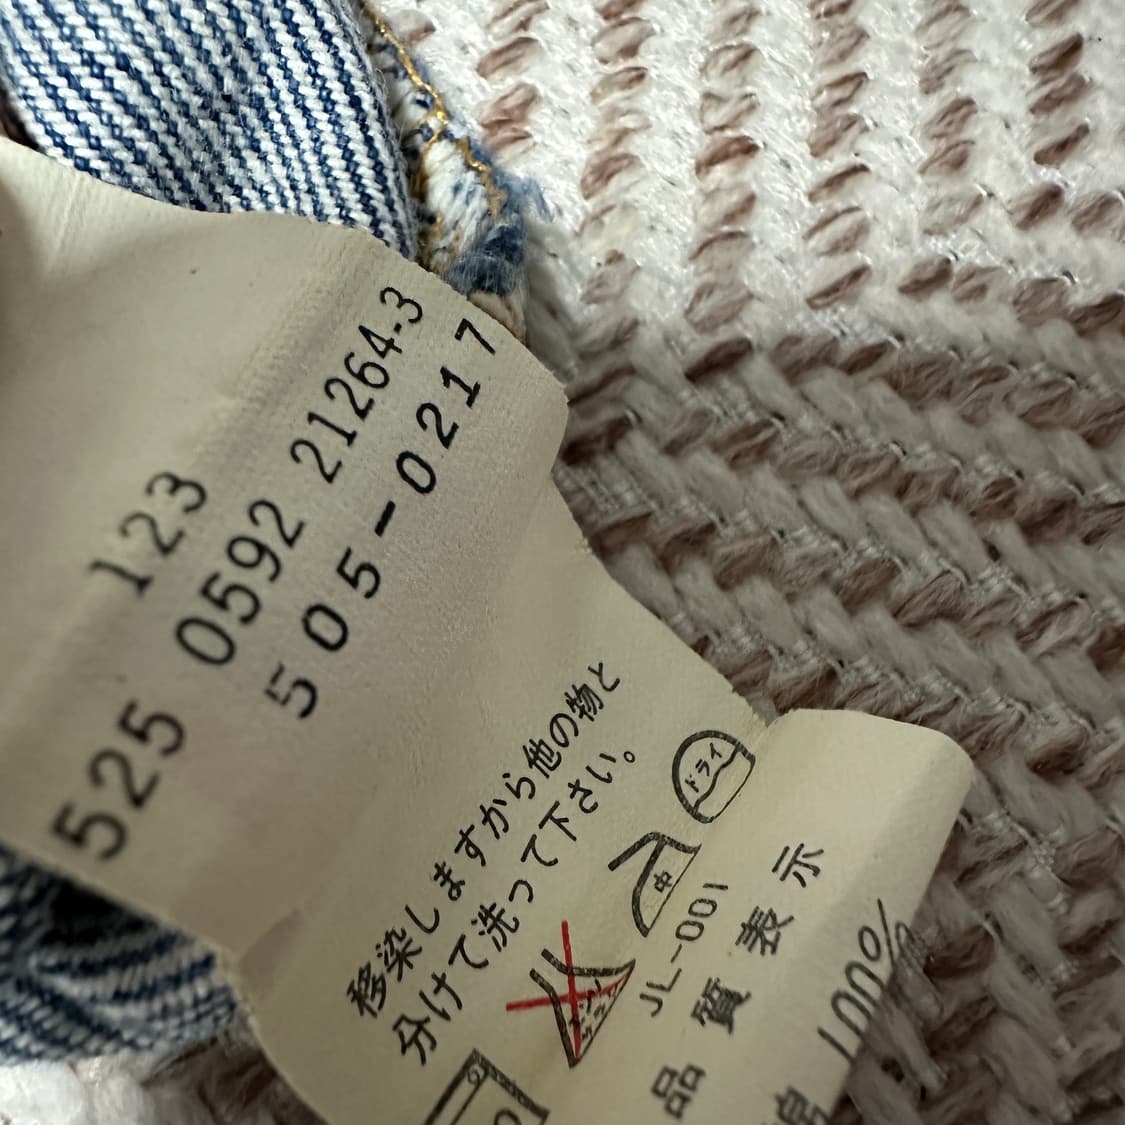 123
525 0592 21264-3
505-0217
移染しますから他の物と
分けて洗って下さい。
ドライ
中
JL-001
品質表示
綿 100%